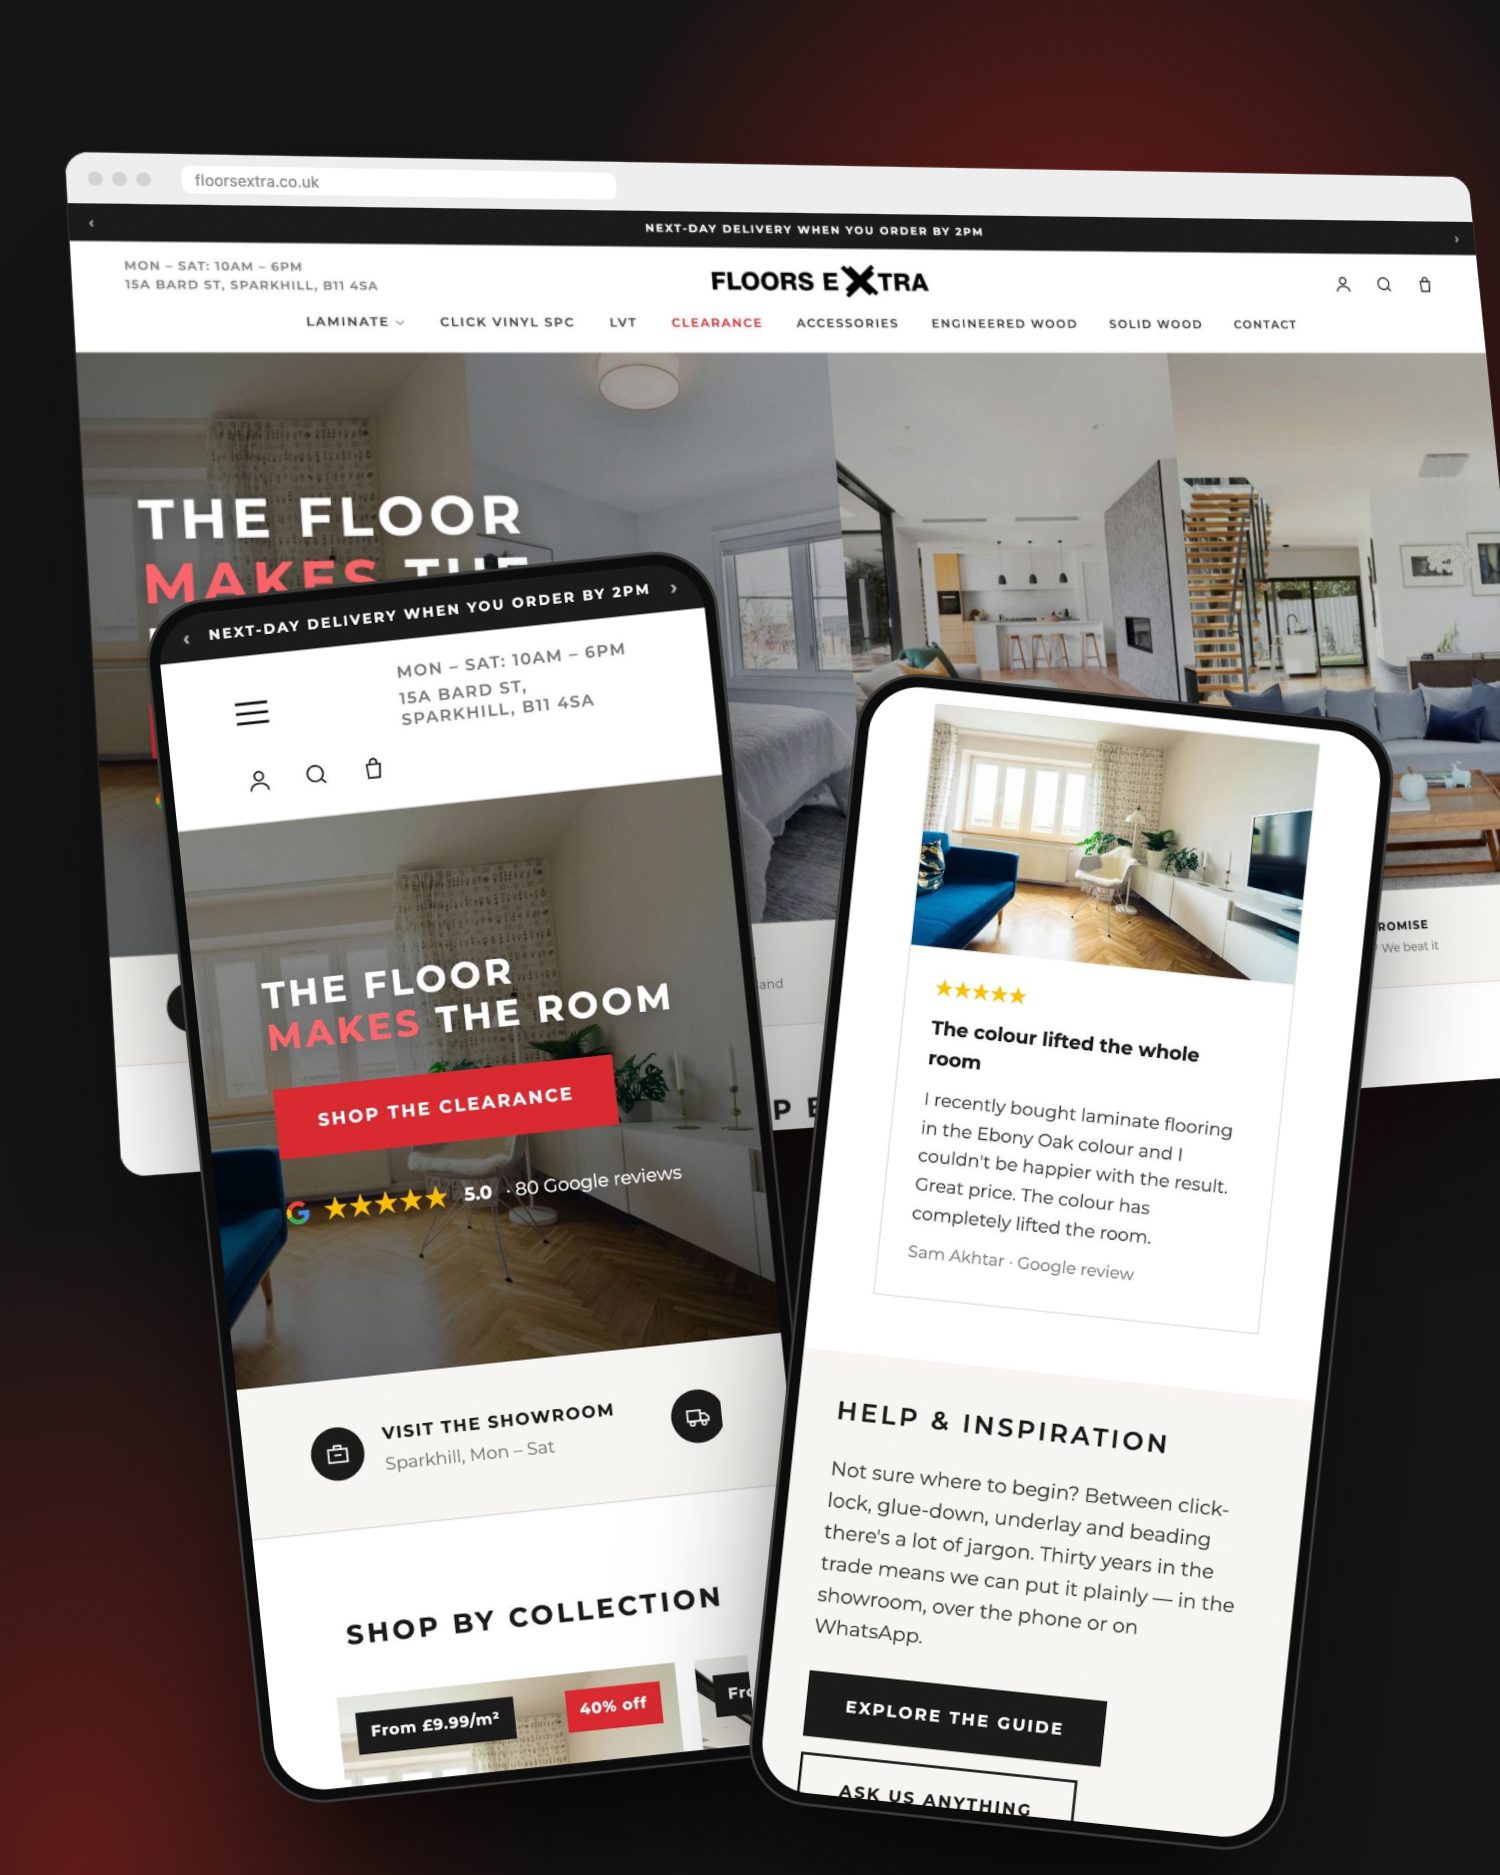 floorsextra.co.uk
NEXT-DAY DELIVERY WHEN YOU ORDER BY 2PM
MON – SAT: 10AM – 6PM
15A BARD ST, SPARKHILL, B11 4SA
FLOORS EXTRA
LAMINATE CLICK VINYL SPC LVT CLEARANCE ACCESSORIES ENGINEERED WOOD SOLID WOOD CONTACT
THE FLOOR
MAKES THE
ROMISE
We beat it
and
P
NEXT-DAY DELIVERY WHEN YOU ORDER BY 2PM
MON – SAT: 10AM – 6PM
15A BARD ST,
SPARKHILL, B11 4SA
THE FLOOR
MAKES THE ROOM
SHOP THE CLEARANCE
G 5.0 · 80 Google reviews
VISIT THE SHOWROOM
Sparkhill, Mon – Sat
SHOP BY COLLECTION
From £9.99/m²
40% off
Fro
The colour lifted the whole
room
I recently bought laminate flooring
in the Ebony Oak colour and I
couldn't be happier with the result.
Great price. The colour has
completely lifted the room.
Sam Akhtar · Google review
HELP & INSPIRATION
Not sure where to begin? Between click-
lock, glue-down, underlay and beading
there's a lot of jargon. Thirty years in the
trade means we can put it plainly — in the
showroom, over the phone or on
WhatsApp.
EXPLORE THE GUIDE
ASK US ANYTHING